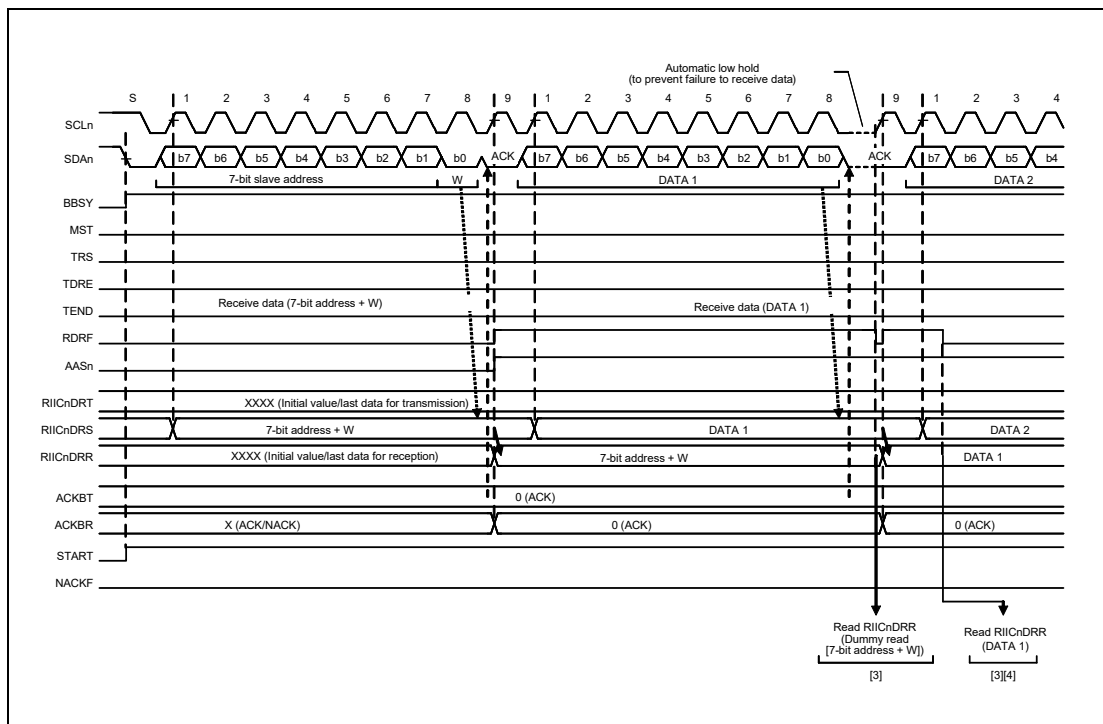 Automatic low hold
(to prevent failure to receive data)
S 1 2 3 4 5 6 7 8 9 1 2 3 4 5 6 7 8 9 1 2 3 4
SCLn
SDAn b7 b6 b5 b4 b3 b2 b1 b0 ACK b7 b6 b5 b4 b3 b2 b1 b0 ACK b7 b6 b5 b4
7-bit slave address W DATA 1 DATA 2
BBSY
MST
TRS
TDRE
Receive data (7-bit address + W) Receive data (DATA 1)
TEND
RDRF
AASn
RIICnDRT XXXX (Initial value/last data for transmission)
RIICnDRS 7-bit address + W DATA 1 DATA 2
RIICnDRR XXXX (Initial value/last data for reception) 7-bit address + W DATA 1
ACKBT 0 (ACK)
ACKBR X (ACK/NACK) 0 (ACK) 0 (ACK)
START
NACKF
Read RIICnDRR Read RIICnDRR
(Dummy read (DATA 1)
[7-bit address + W])
[3] [3][4]